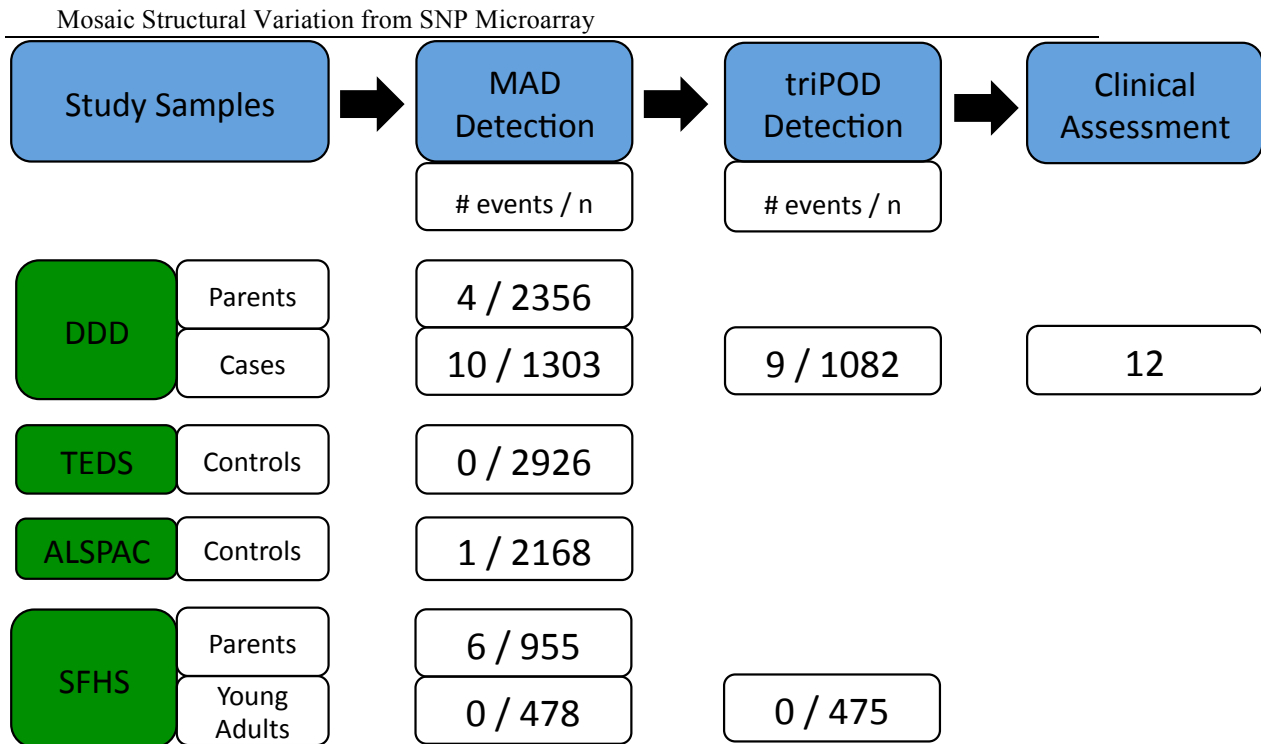 Mosaic Structural Variation from SNP Microarray
Study Samples
MAD
Detection
triPOD
Detection
Clinical
Assessment
# events / n
# events / n
DDD
Parents
4 / 2356
Cases
10 / 1303
9 / 1082
12
TEDS
Controls
0 / 2926
ALSPAC
Controls
1 / 2168
SFHS
Parents
6 / 955
Young
Adults
0 / 478
0 / 475